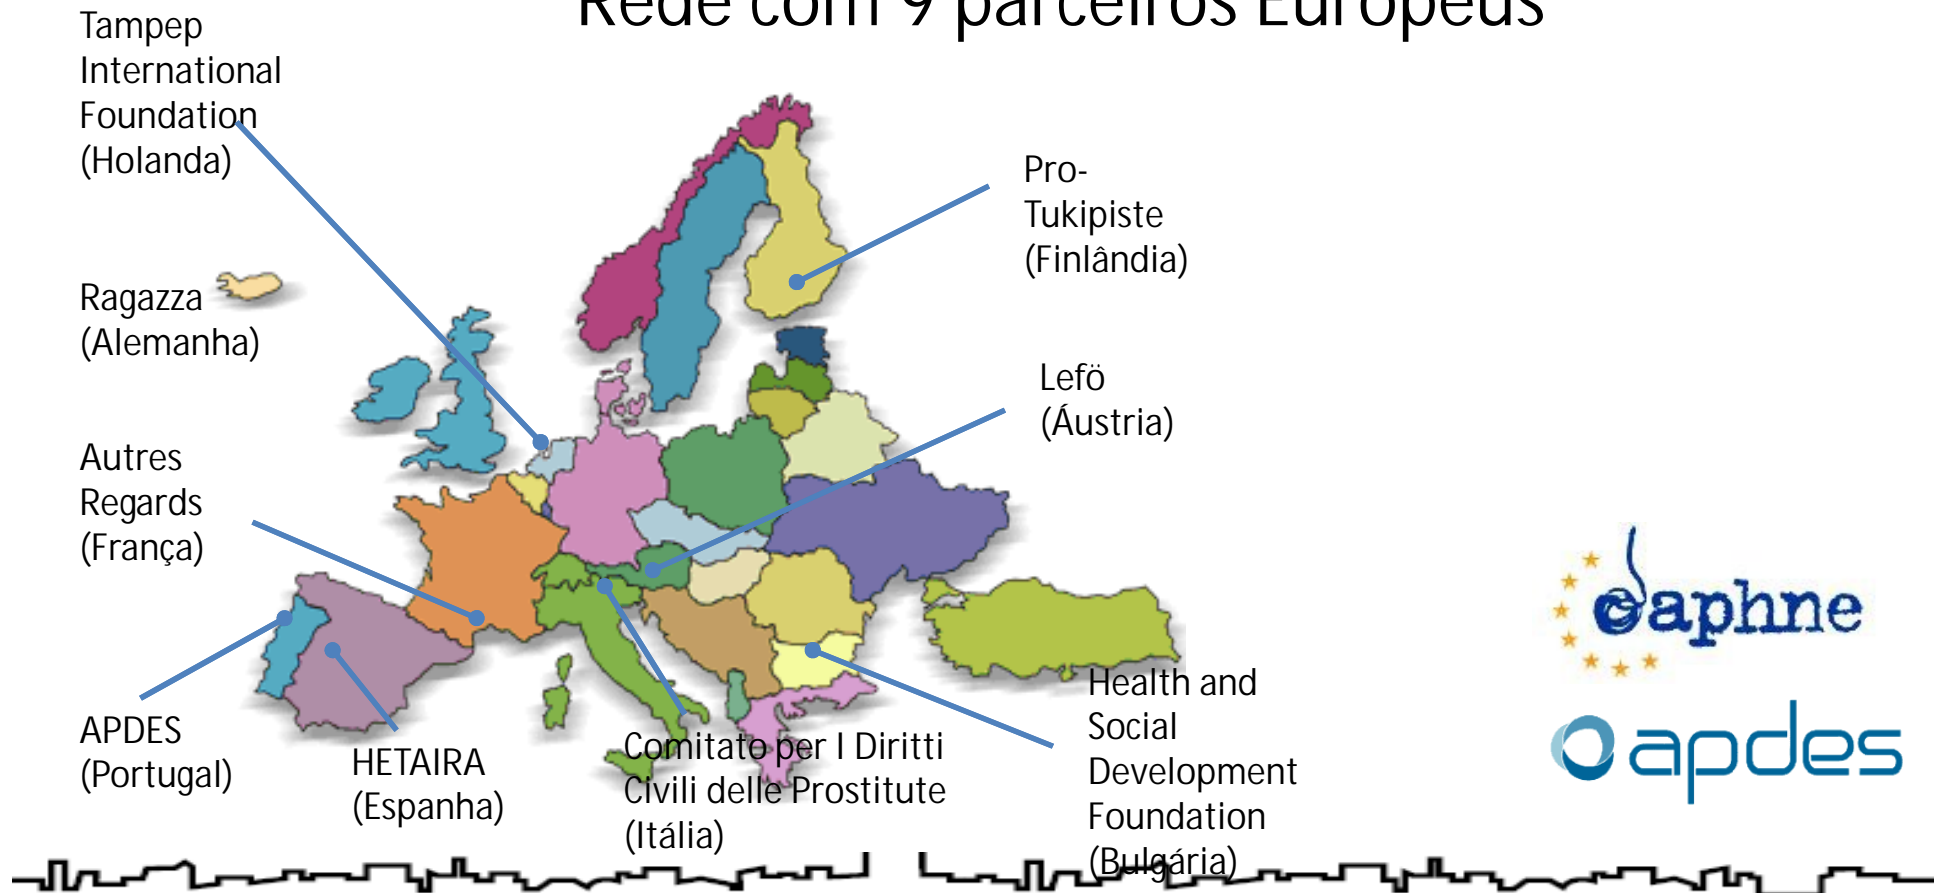 Rede com 9 parceiros Europeus
Tampep
International
Foundation
(Holanda)
Pro-
Tukipiste
(Finlândia)
Ragazza
(Alemanha)
Lefö
(Áustria)
Autres
Regards
(França)
APDES
(Portugal)
HETAIRA
(Espanha)
Comitato per I Diritti
Civili delle Prostitute
(Itália)
Health and
Social
Development
Foundation
(Bulgária)
daphne
apdes